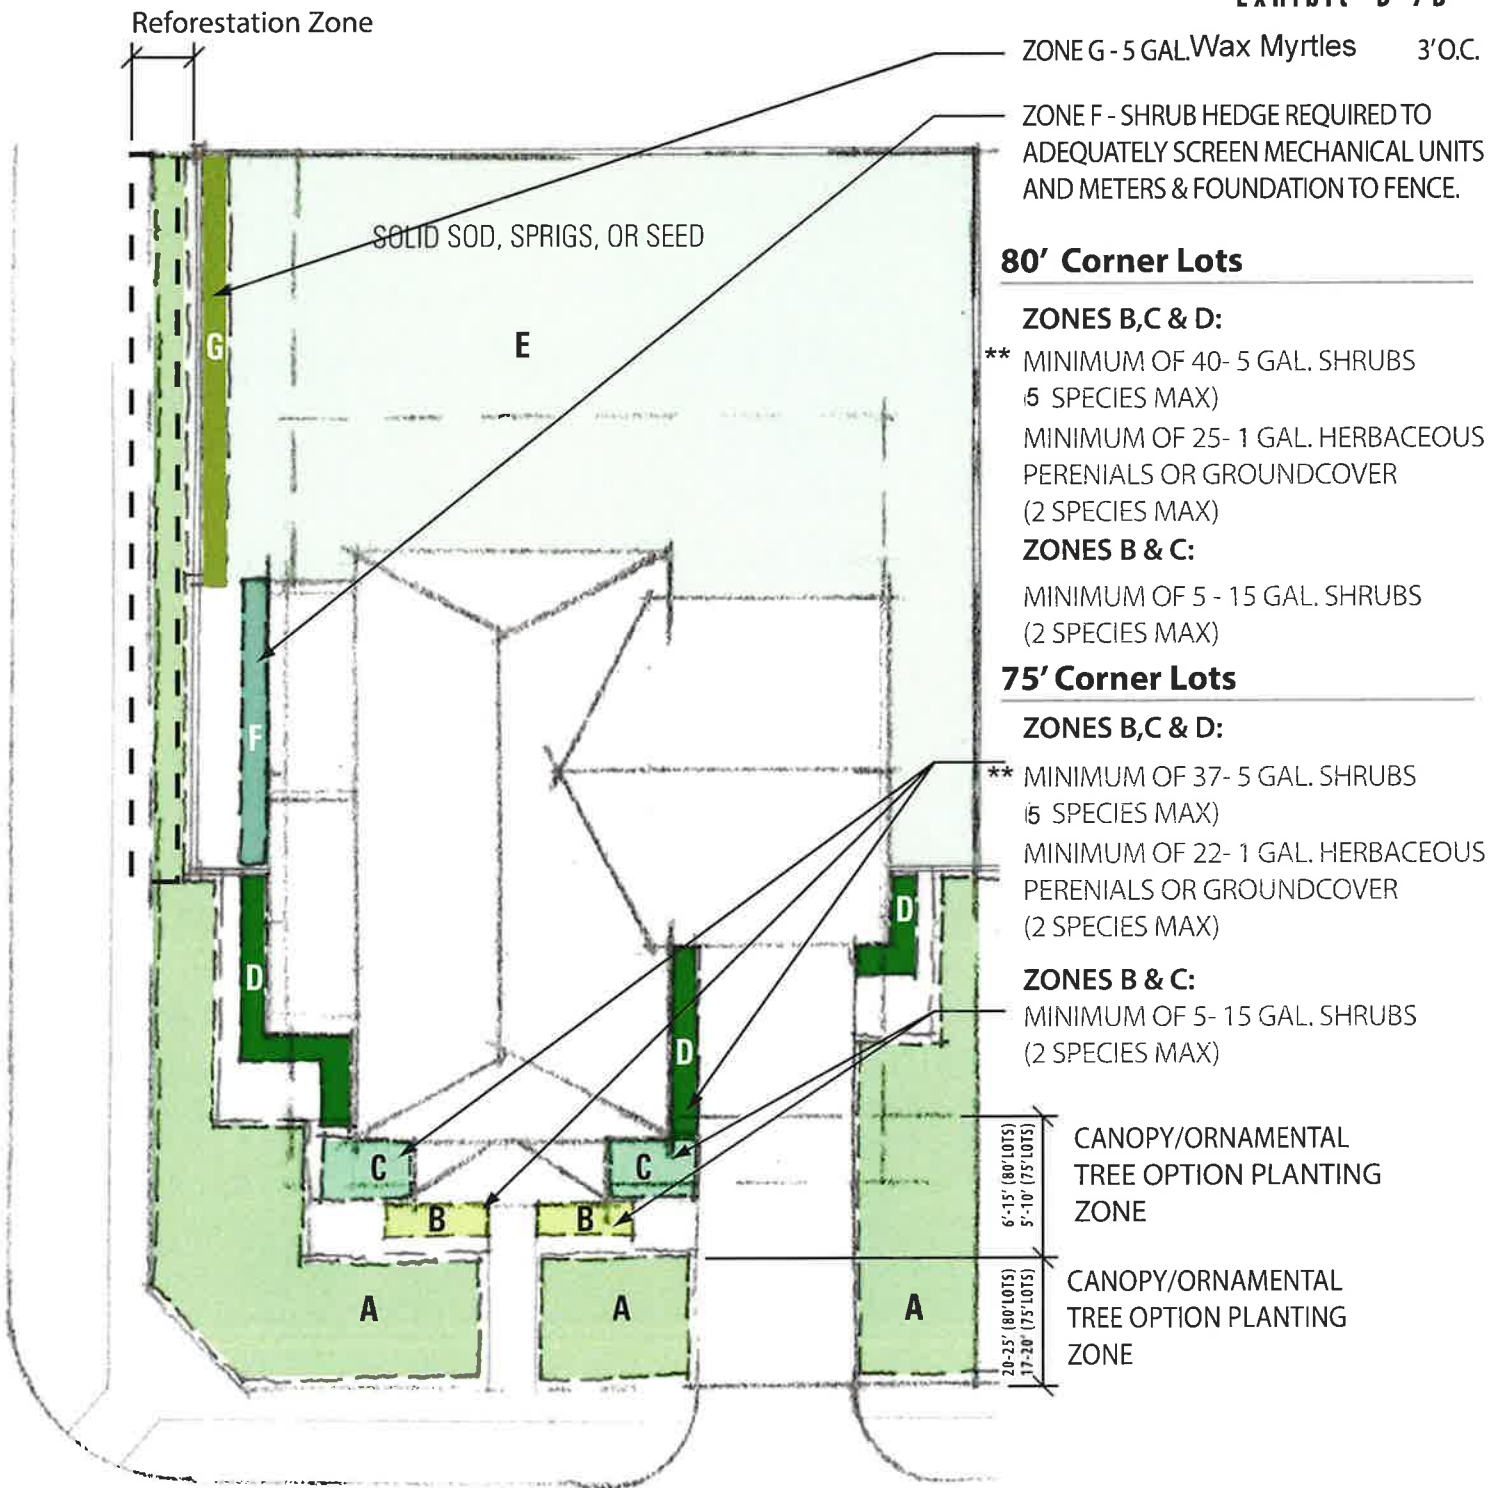 Reforestation Zone
ZONE G - 5 GAL. Wax Myrtles 3' O.C.
ZONE F - SHRUB HEDGE REQUIRED TO
ADEQUATELY SCREEN MECHANICAL UNITS
AND METERS & FOUNDATION TO FENCE.
SOLID SOD, SPRIGS, OR SEED
G
E
F
D
D
D
C
C
B
B
A
A
A
80' Corner Lots
ZONES B,C & D:
** MINIMUM OF 40- 5 GAL. SHRUBS
(5 SPECIES MAX)
MINIMUM OF 25- 1 GAL. HERBACEOUS
PERENIALS OR GROUNDCOVER
(2 SPECIES MAX)
ZONES B & C:
MINIMUM OF 5 - 15 GAL. SHRUBS
(2 SPECIES MAX)
75' Corner Lots
ZONES B,C & D:
** MINIMUM OF 37- 5 GAL. SHRUBS
(5 SPECIES MAX)
MINIMUM OF 22- 1 GAL. HERBACEOUS
PERENIALS OR GROUNDCOVER
(2 SPECIES MAX)
ZONES B & C:
MINIMUM OF 5- 15 GAL. SHRUBS
(2 SPECIES MAX)
6'-15' (80'LOTS)
5'-10' (75'LOTS)
CANOPY/ORNAMENTAL
TREE OPTION PLANTING
ZONE
20-25' (80'LOTS)
17-20' (75'LOTS)
CANOPY/ORNAMENTAL
TREE OPTION PLANTING
ZONE